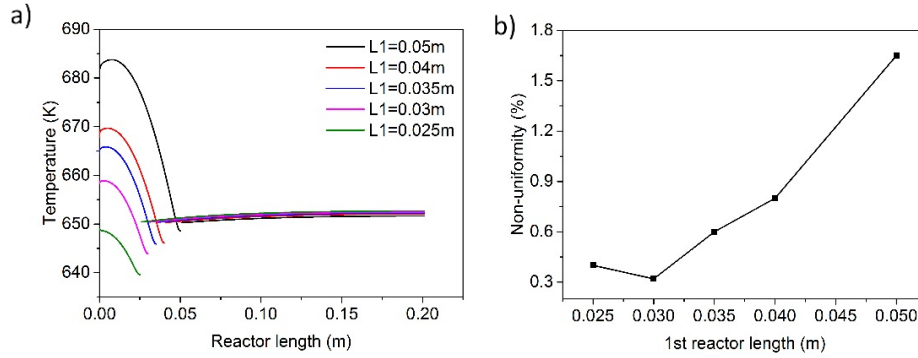 a)
690
680
670
660
650
640
Temperature (K)
0.00 0.05 0.10 0.15 0.20
Reactor length (m)
L1=0.05m
L1=0.04m
L1=0.035m
L1=0.03m
L1=0.025m
b)
1.8
1.5
1.2
0.9
0.6
0.3
Non-uniformity (%)
0.025 0.030 0.035 0.040 0.045 0.050
1st reactor length (m)